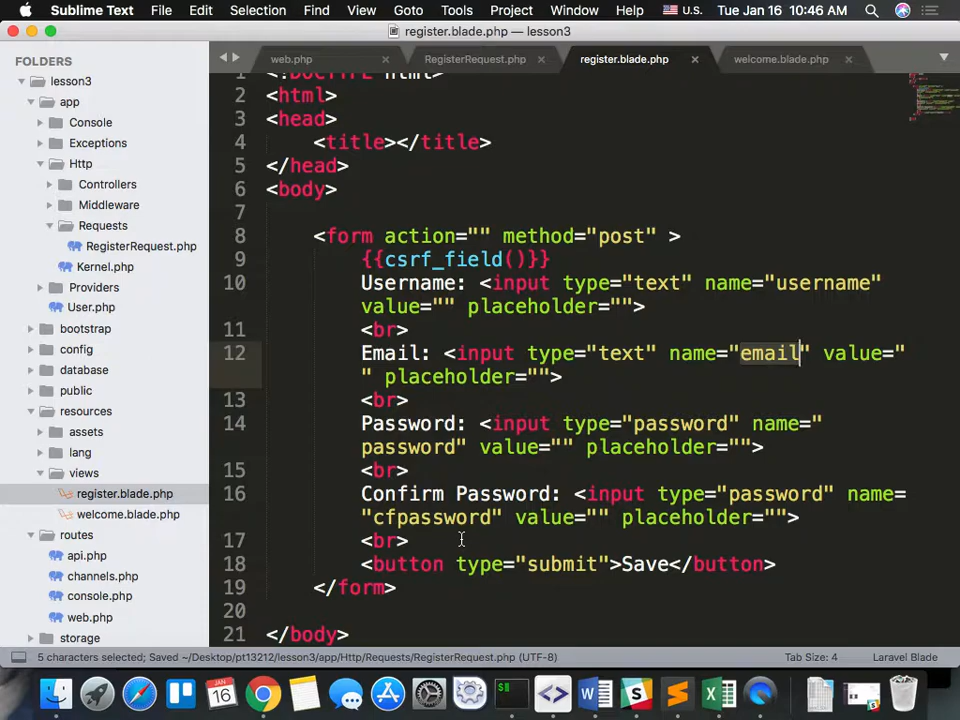 Sublime Text File Edit Selection Find View Goto Tools Project Window Help U.S. Tue Jan 16 10:46 AM
register.blade.php — lesson3
FOLDERS
lesson3
app
Console
Exceptions
Http
Controllers
Middleware
Requests
RegisterRequest.php
Kernel.php
Providers
User.php
bootstrap
config
database
public
resources
assets
lang
views
register.blade.php
welcome.blade.php
routes
api.php
channels.php
console.php
web.php
storage
web.php RegisterRequest.php register.blade.php welcome.blade.php
1 <!DOCTYPE html>
2 <html>
3 <head>
4 <title></title>
5 </head>
6 <body>
7
8 <form action="" method="post" >
9 {{csrf_field()}}
10 Username: <input type="text" name="username"
value="" placeholder="">
11 <br>
12 Email: <input type="text" name="email" value="
" placeholder="">
13 <br>
14 Password: <input type="password" name="
password" value="" placeholder="">
15 <br>
16 Confirm Password: <input type="password" name=
"cfpassword" value="" placeholder="">
17 <br>
18 <button type="submit">Save</button>
19 </form>
20
21 </body>
5 characters selected; Saved ~/Desktop/pt13212/lesson3/app/Http/Requests/RegisterRequest.php (UTF-8) Tab Size: 4 Laravel Blade